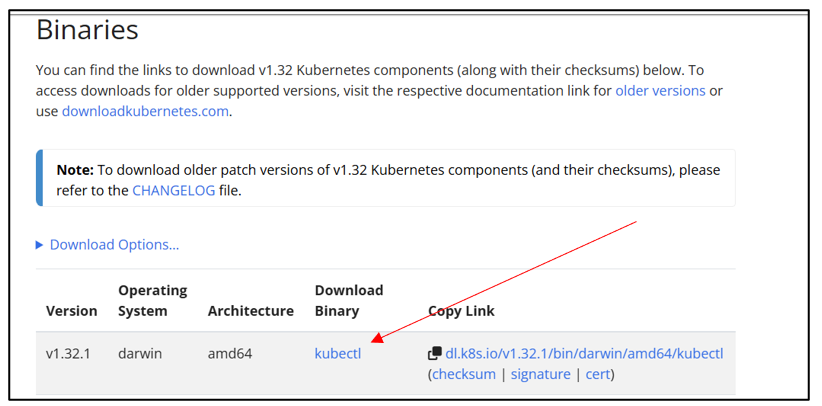 Binaries
You can find the links to download v1.32 Kubernetes components (along with their checksums) below. To
access downloads for older supported versions, visit the respective documentation link for older versions or
use downloadkubernetes.com.
Note: To download older patch versions of v1.32 Kubernetes components (and their checksums), please
refer to the CHANGELOG file.
Download Options...
Version Operating System Architecture Download Binary Copy Link
v1.32.1 darwin amd64 kubectl dl.k8s.io/v1.32.1/bin/darwin/amd64/kubectl
(checksum | signature | cert)